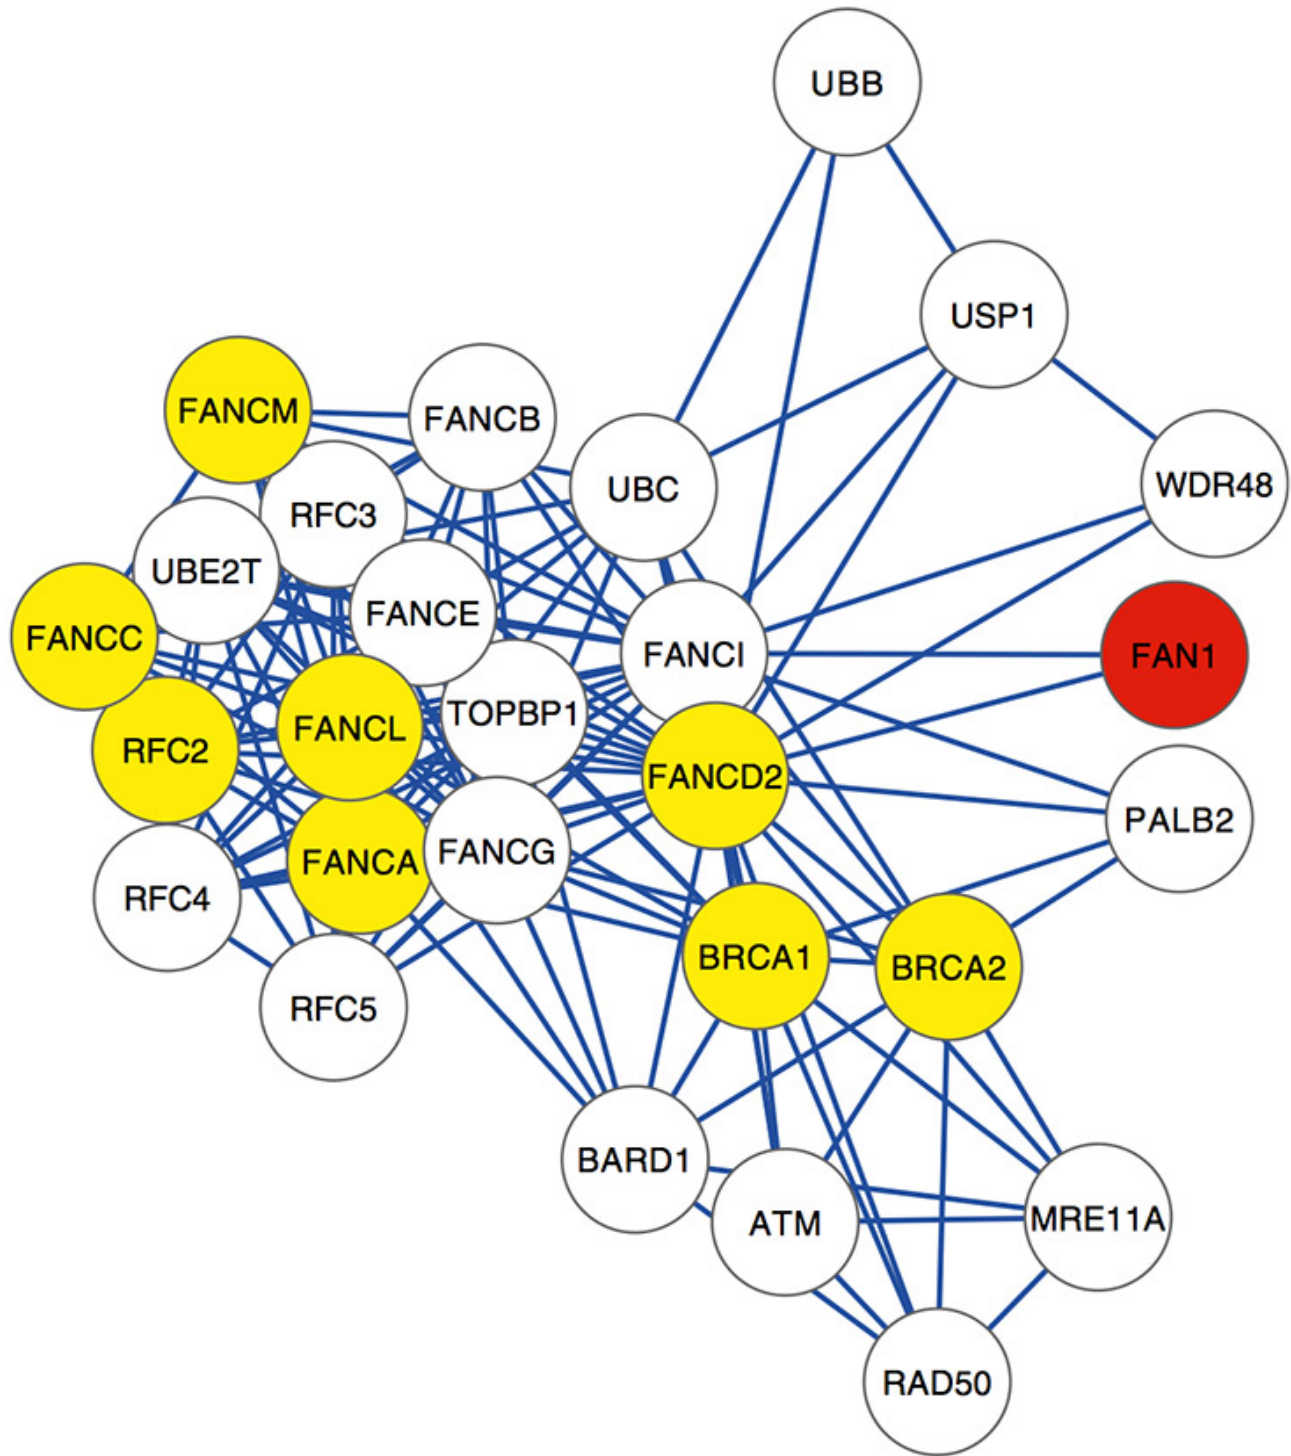 UBB
USP1
FANCM
FANCB
UBC
WDR48
RFC3
UBE2T
FANCE
FANCC
FANCI
FAN1
FANCL
TOPBP1
RFC2
FANCD2
PALB2
FANCA
FANCG
RFC4
BRCA1
BRCA2
RFC5
BARD1
ATM
MRE11A
RAD50